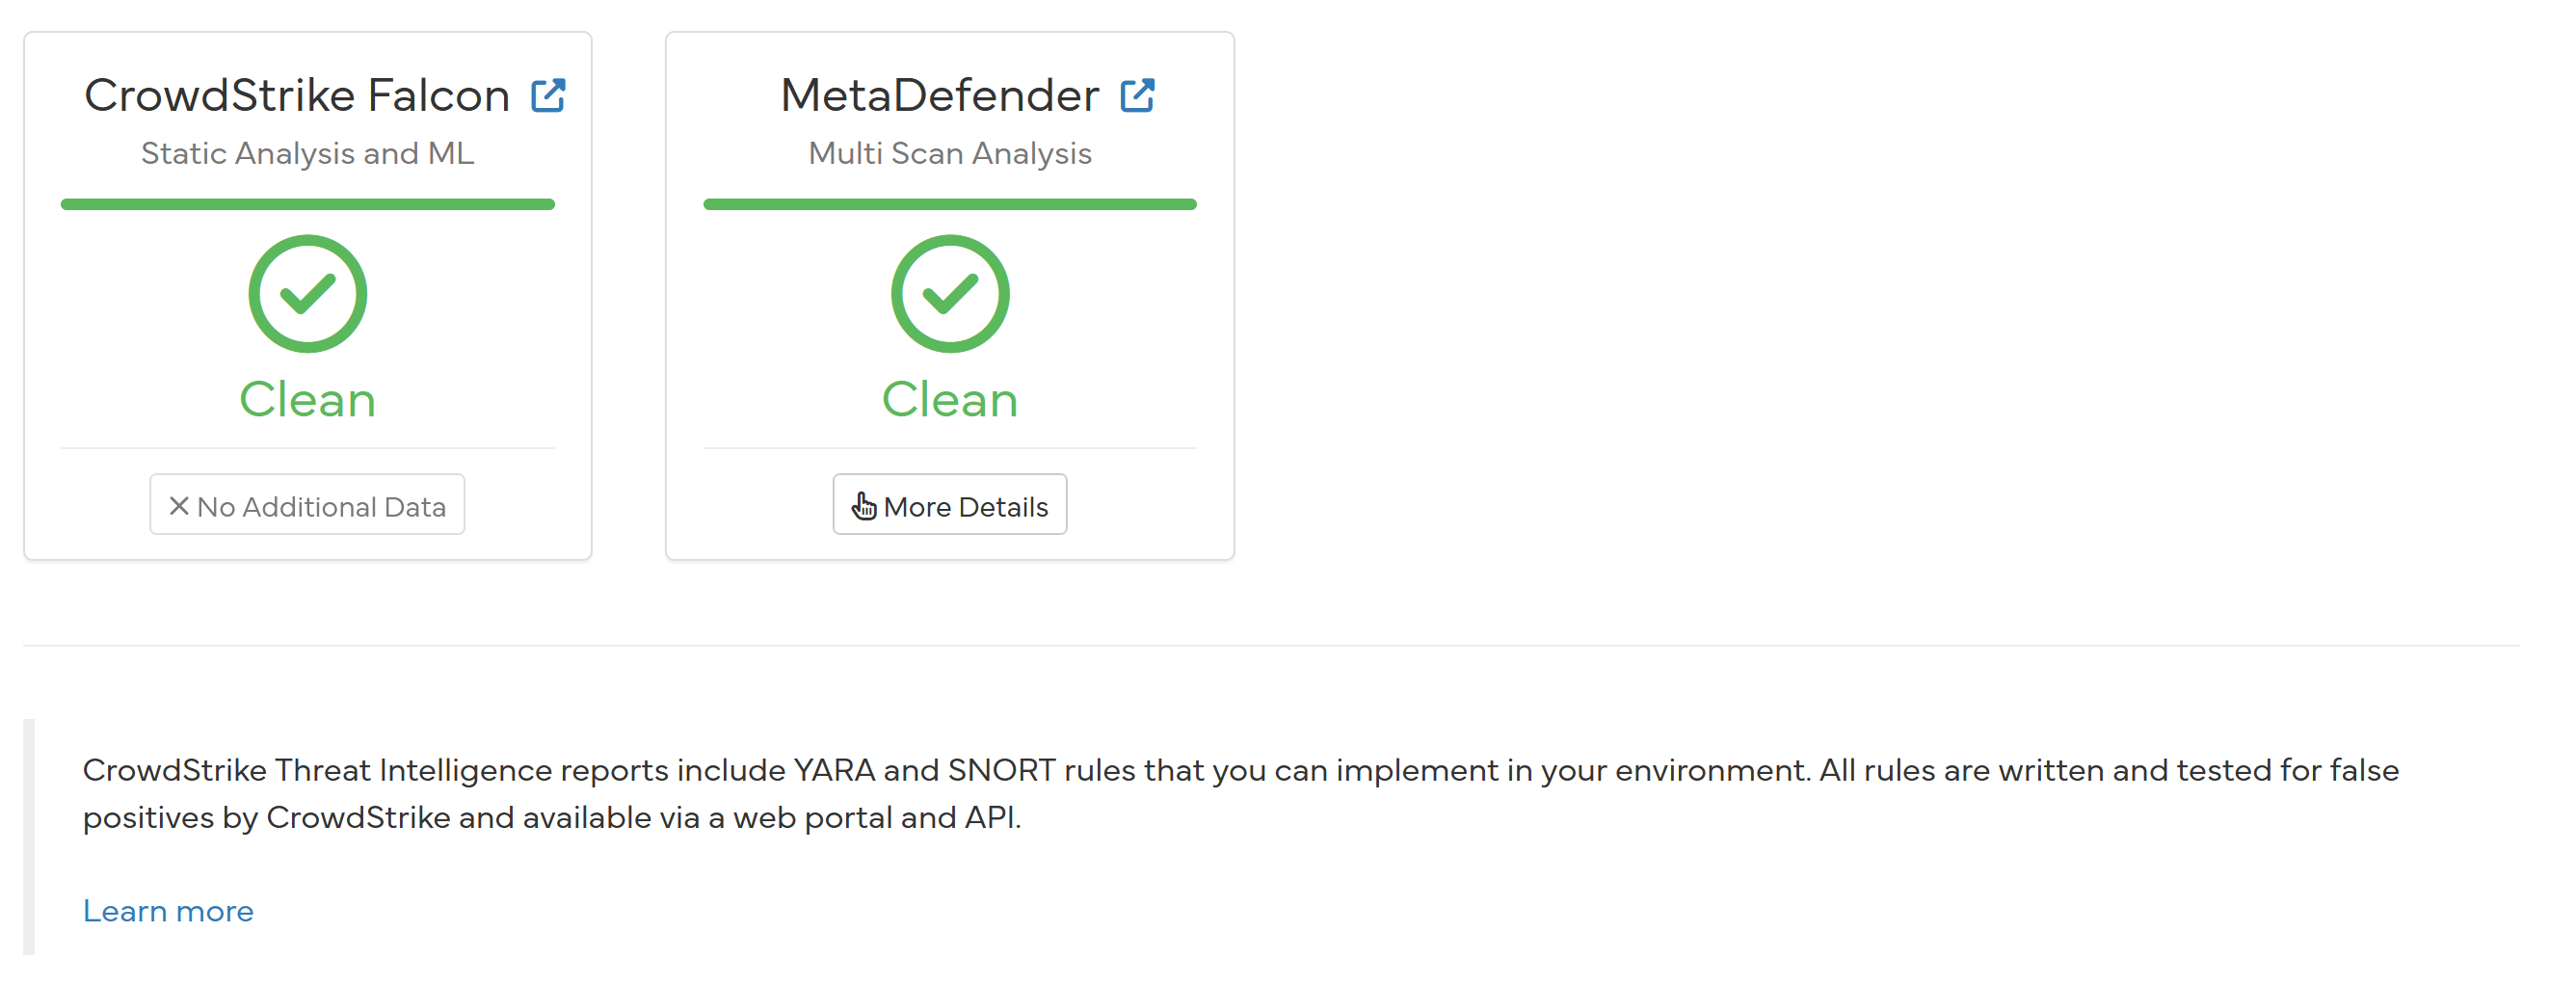 CrowdStrike Falcon
Static Analysis and ML
Clean
No Additional Data
MetaDefender
Multi Scan Analysis
Clean
More Details
CrowdStrike Threat Intelligence reports include YARA and SNORT rules that you can implement in your environment. All rules are written and tested for false
positives by CrowdStrike and available via a web portal and API.
Learn more